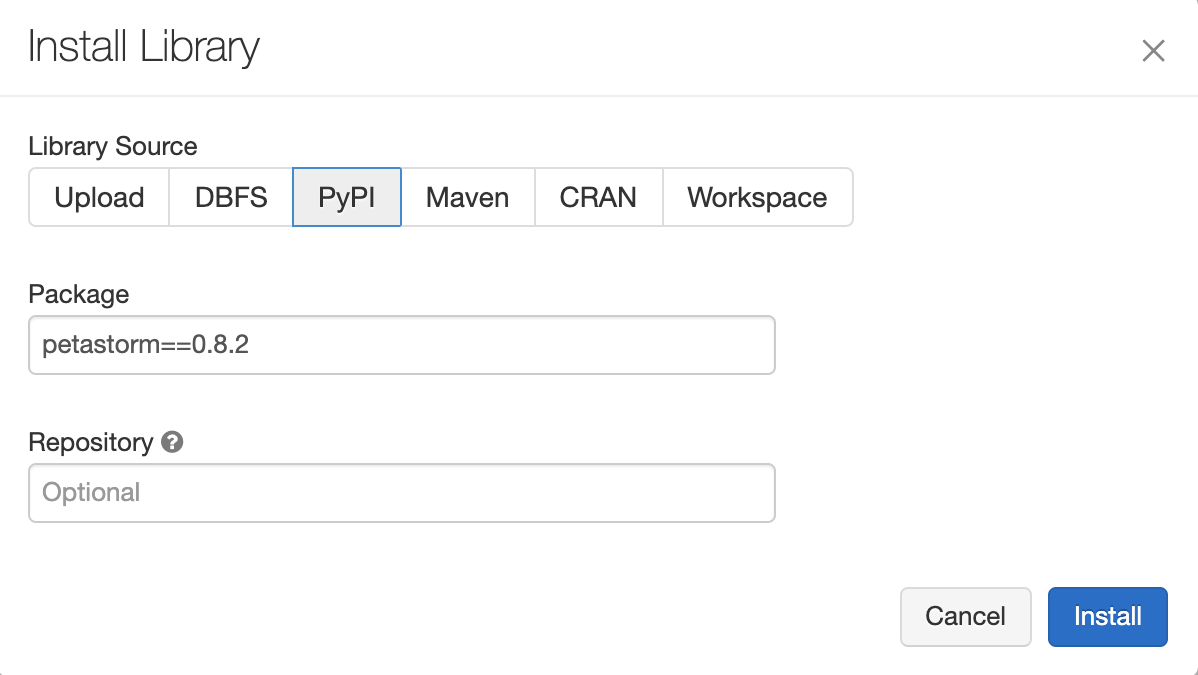 Install Library
Library Source
Upload DBFS PyPI Maven CRAN Workspace
Package
petastorm==0.8.2
Repository ?
Optional
Cancel Install